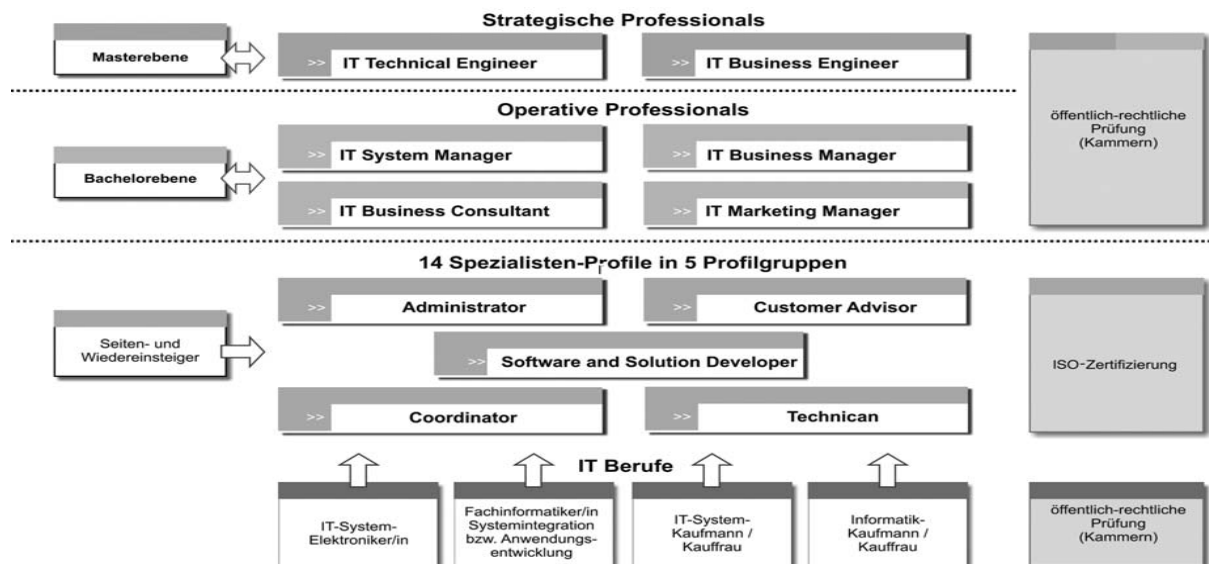 Strategische Professionals
Masterebene
>> IT Technical Engineer
>> IT Business Engineer
öffentlich-rechtliche
Prüfung
(Kammern)
Operative Professionals
Bachelorebene
>> IT System Manager
>> IT Business Manager
>> IT Business Consultant
>> IT Marketing Manager
14 Spezialisten-Profile in 5 Profilgruppen
Seiten- und
Wiedereinsteiger
>> Administrator
>> Customer Advisor
>> Software and Solution Developer
>> Coordinator
>> Technican
ISO-Zertifizierung
IT Berufe
IT-System-
Elektroniker/in
Fachinformatiker/in
Systemintegration
bzw. Anwendungs-
entwicklung
IT-System-
Kaufmann /
Kauffrau
Informatik-
Kaufmann /
Kauffrau
öffentlich-rechtliche
Prüfung
(Kammern)